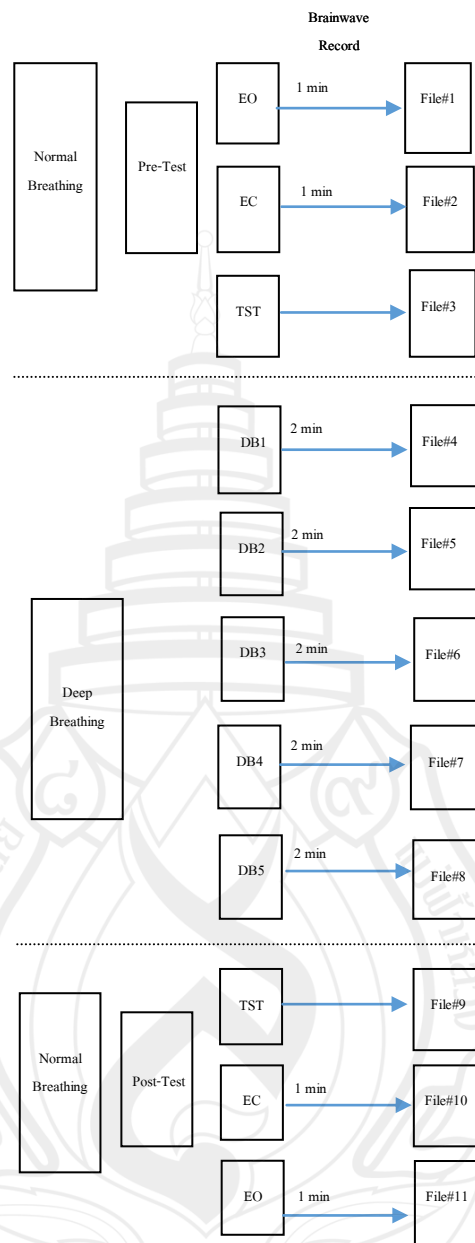 Brainwave
Record
EO
1 min
File#1
Normal
Breathing
Pre-Test
EC
1 min
File#2
TST
File#3
DB1
2 min
File#4
DB2
2 min
File#5
DB3
2 min
File#6
Deep
Breathing
DB4
2 min
File#7
DB5
2 min
File#8
TST
File#9
Normal
Breathing
Post-Test
EC
1 min
File#10
EO
1 min
File#11